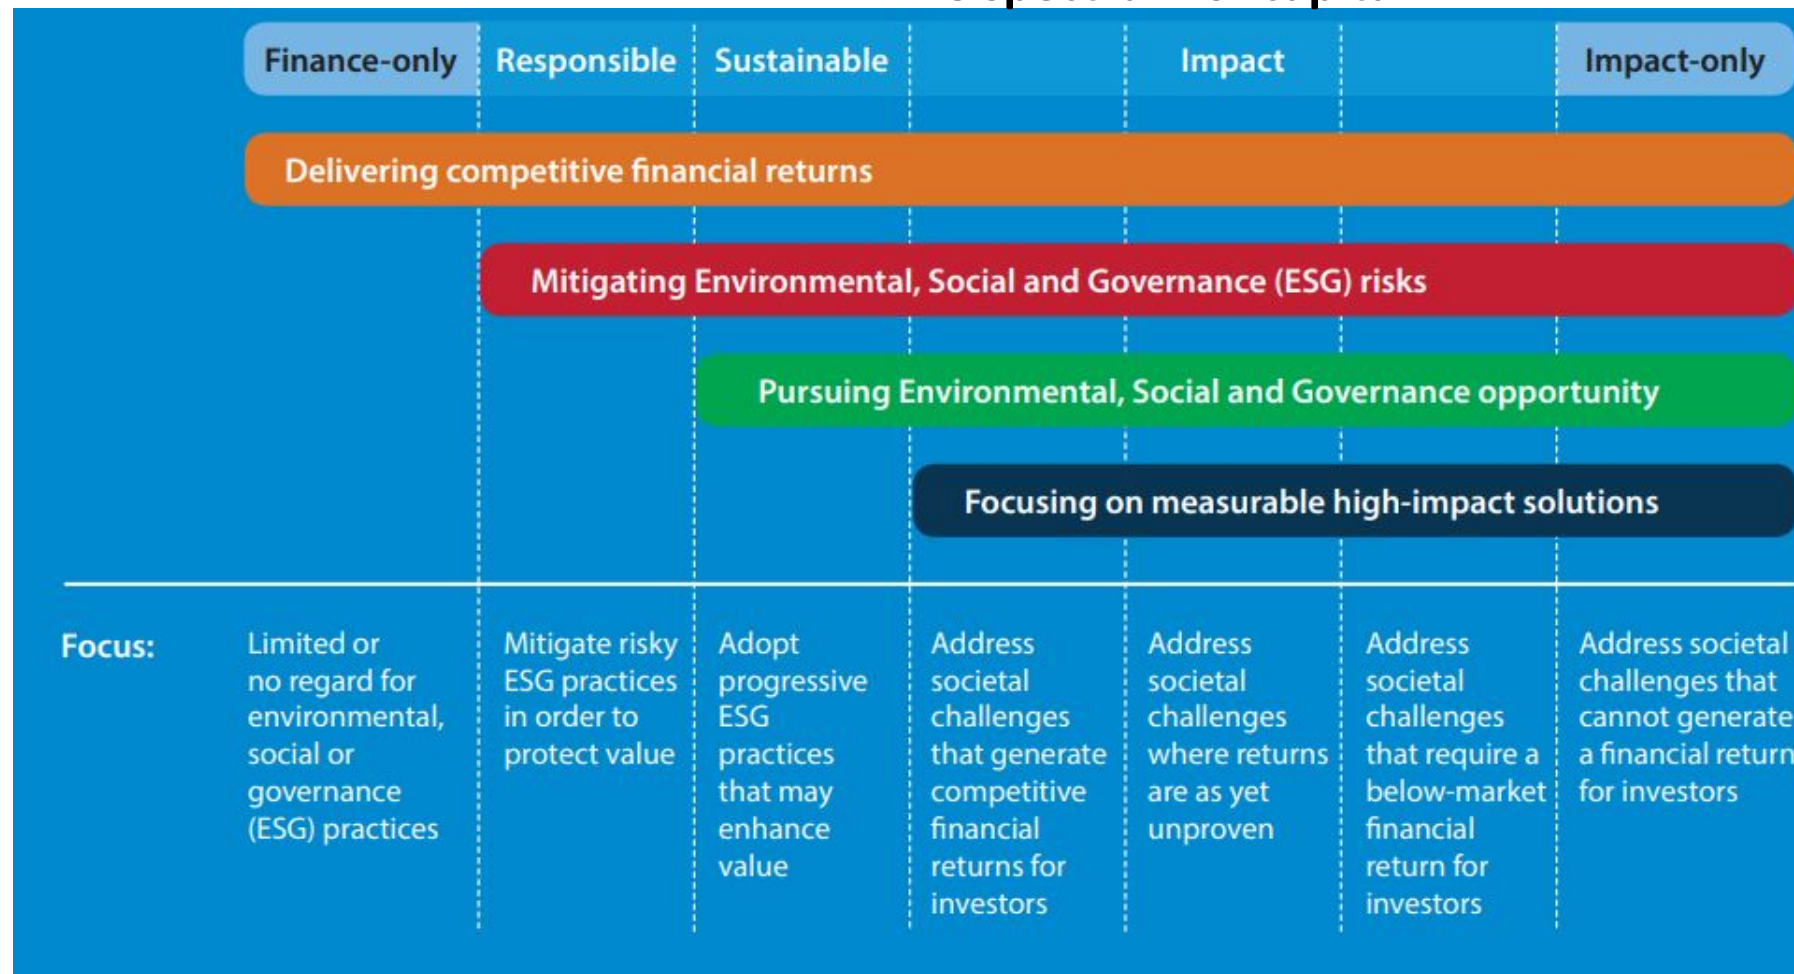 Finance-only
Responsible
Sustainable
Impact
Impact-only
Delivering competitive financial returns
Mitigating Environmental, Social and Governance (ESG) risks
Pursuing Environmental, Social and Governance opportunity
Focusing on measurable high-impact solutions
Focus:
Limited or
no regard for
environmental,
social or
governance
(ESG) practices
Mitigate risky
ESG practices
in order to
protect value
Adopt
progressive
ESG
practices
that may
enhance
value
Address
societal
challenges
that generate
competitive
financial
returns for
investors
Address
societal
challenges
where returns
are as yet
unproven
Address
societal
challenges
that require a
below-market
financial
return for
investors
Address societal
challenges that
cannot generate
a financial return
for investors